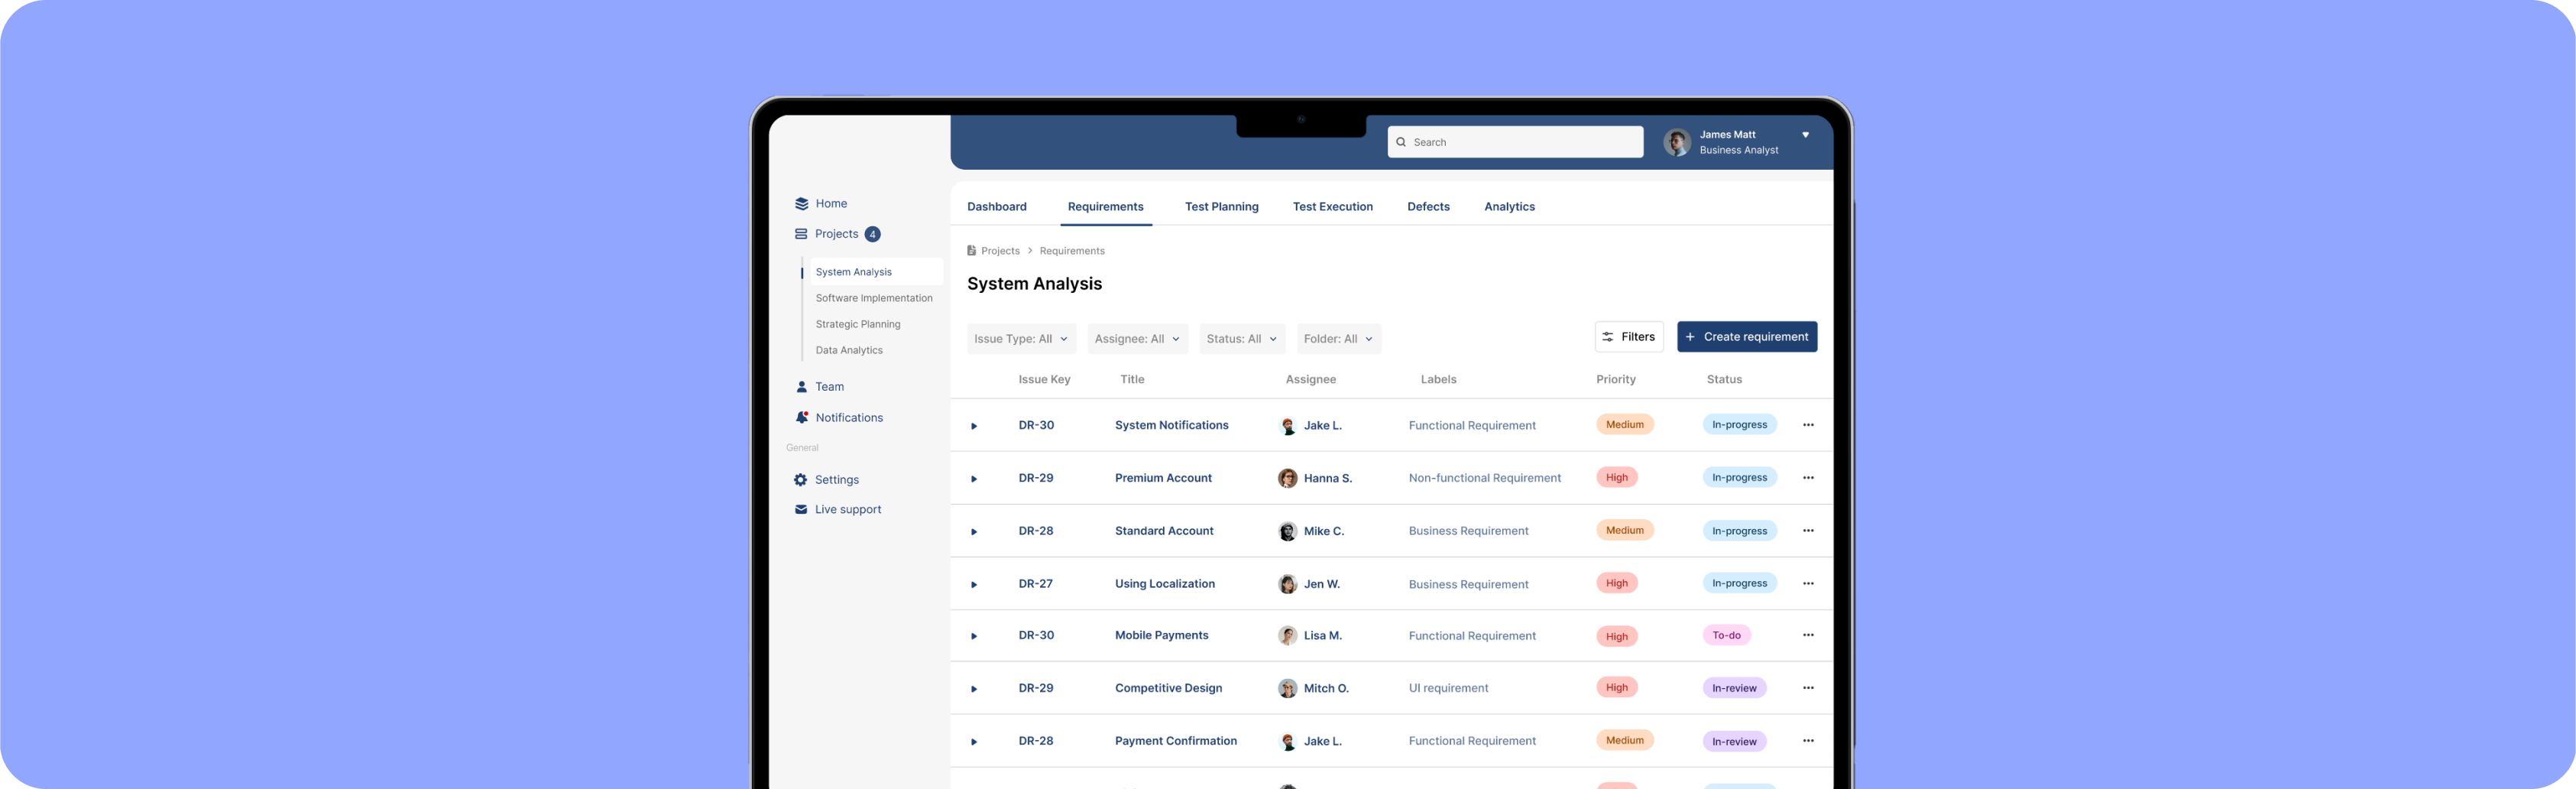 Search
James Matt
Business Analyst
Home
Projects 4
System Analysis
Software Implementation
Strategic Planning
Data Analytics
Team
Notifications
General
Settings
Live support
Dashboard Requirements Test Planning Test Execution Defects Analytics
Projects > Requirements
System Analysis
Issue Type: All Assignee: All Status: All Folder: All Filters + Create requirement
Issue Key Title Assignee Labels Priority Status
DR-30 System Notifications Jake L. Functional Requirement Medium In-progress
DR-29 Premium Account Hanna S. Non-functional Requirement High In-progress
DR-28 Standard Account Mike C. Business Requirement Medium In-progress
DR-27 Using Localization Jen W. Business Requirement High In-progress
DR-30 Mobile Payments Lisa M. Functional Requirement High To-do
DR-29 Competitive Design Mitch O. UI requirement High In-review
DR-28 Payment Confirmation Jake L. Functional Requirement Medium In-review